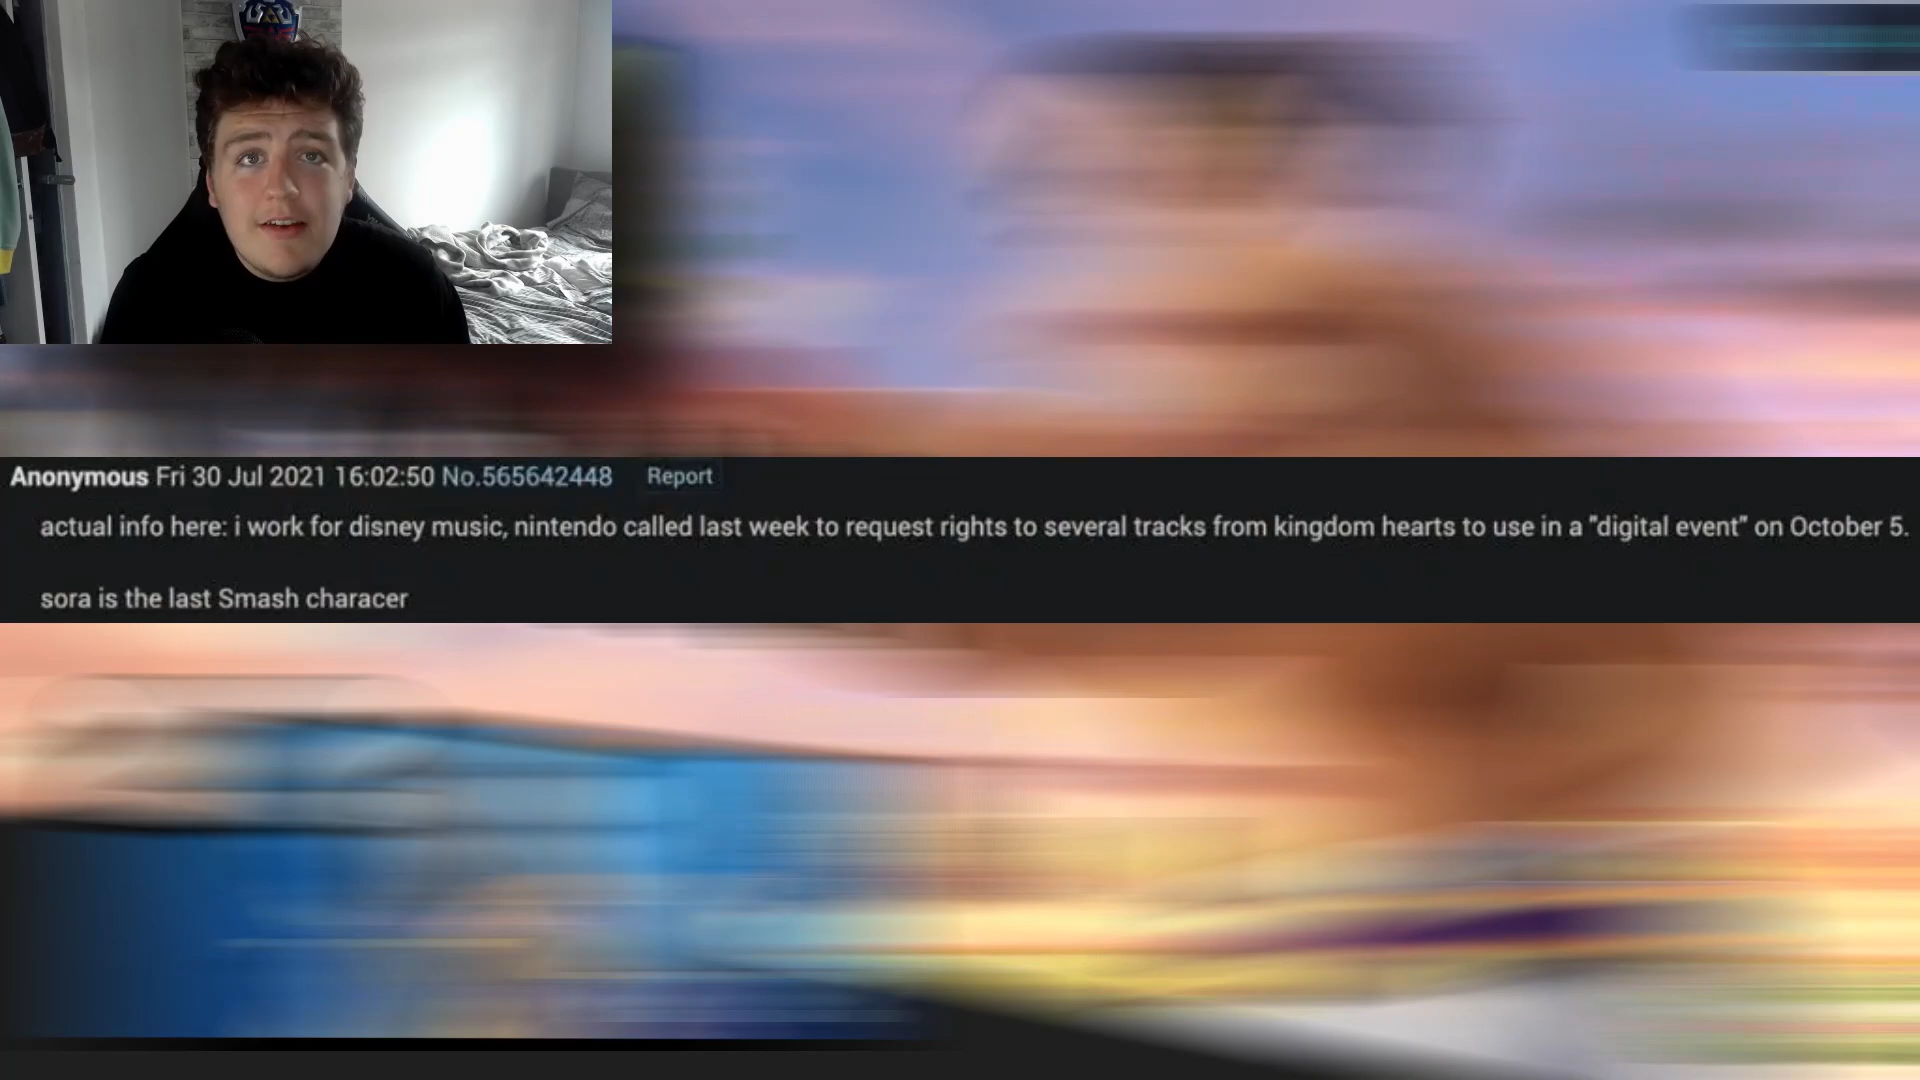 Anonymous Fri 30 Jul 2021 16:02:50 No.565642448 Report
actual info here: i work for disney music, nintendo called last week to request rights to several tracks from kingdom hearts to use in a "digital event" on October 5.
sora is the last Smash characer